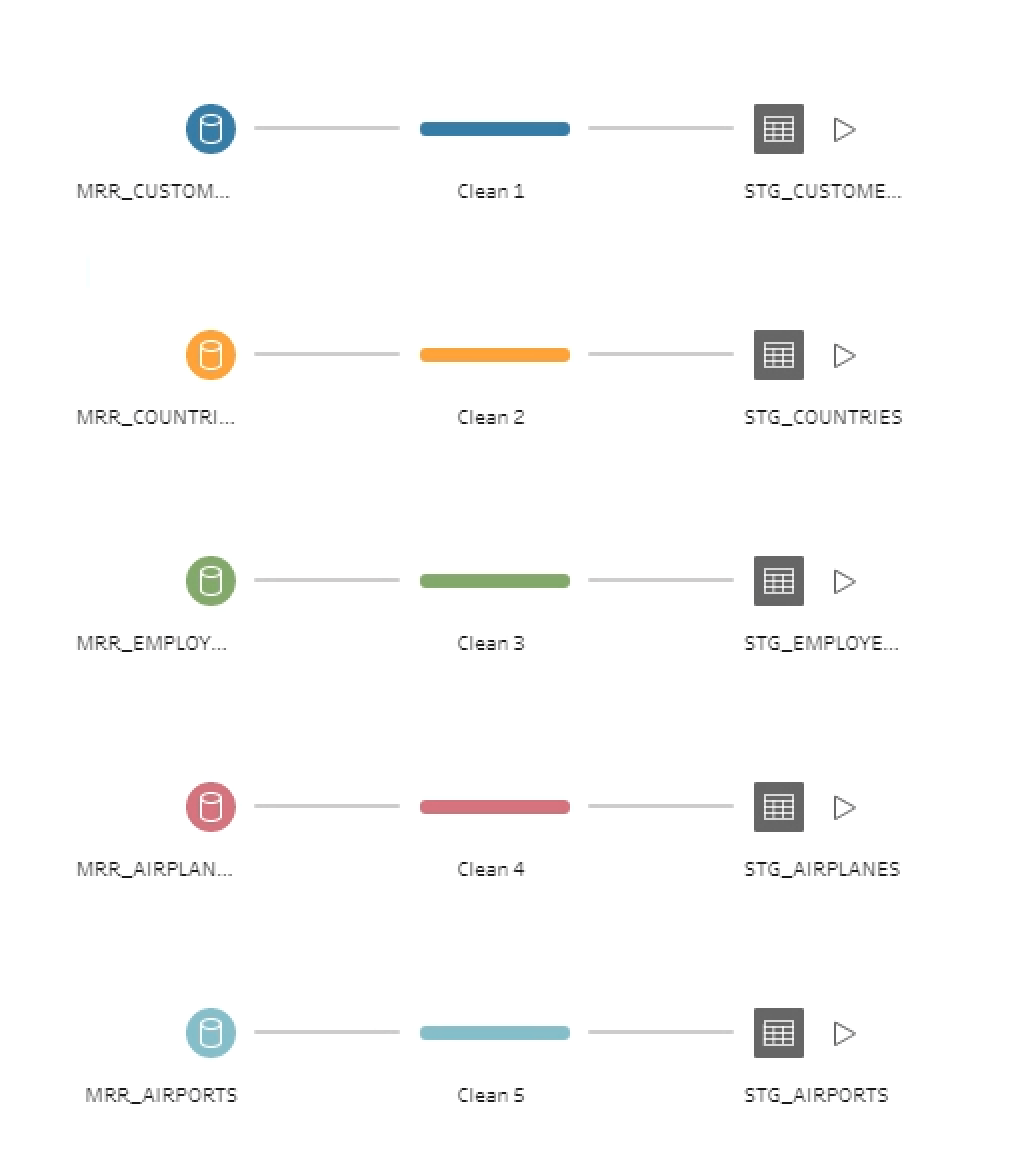 MRR_CUSTOM... Clean 1 STG_CUSTOME...
MRR_COUNTRI... Clean 2 STG_COUNTRIES
MRR_EMPLOY... Clean 3 STG_EMPLOYE...
MRR_AIRPLAN... Clean 4 STG_AIRPLANES
MRR_AIRPORTS Clean 5 STG_AIRPORTS